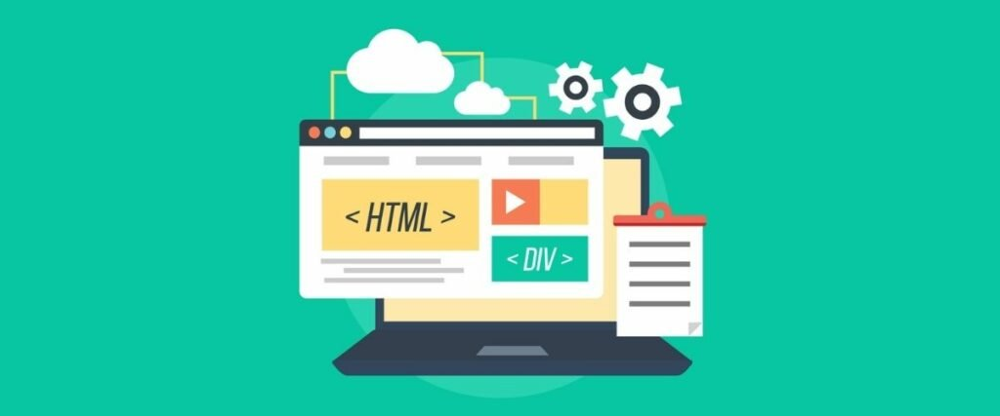 < HTML >
< DIV >